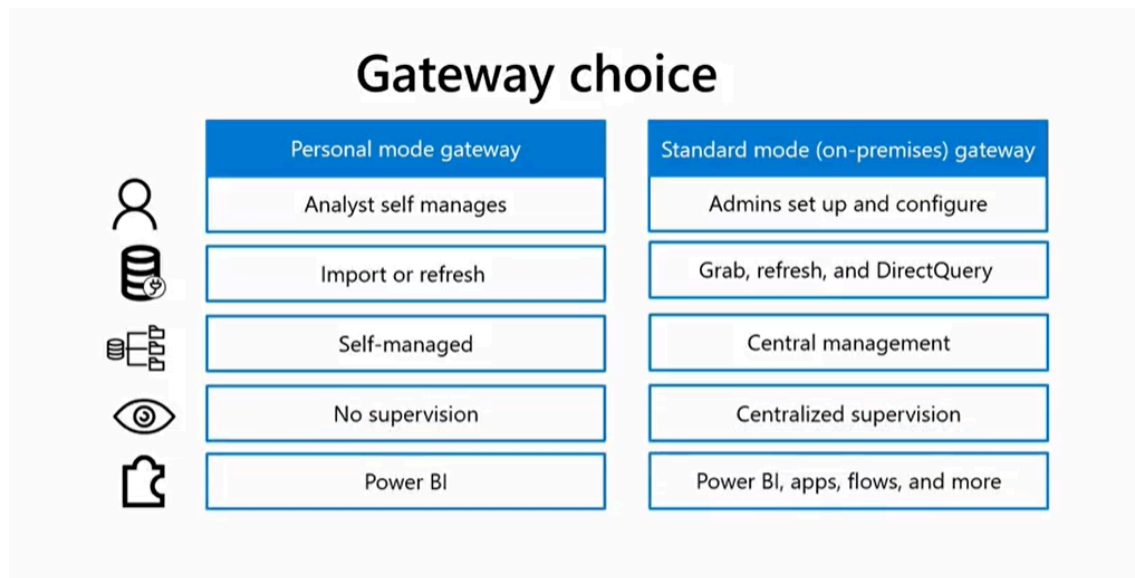 Gateway choice
Personal mode gateway
Standard mode (on-premises) gateway
Analyst self manages
Admins set up and configure
Import or refresh
Grab, refresh, and DirectQuery
Self-managed
Central management
No supervision
Centralized supervision
Power BI
Power BI, apps, flows, and more